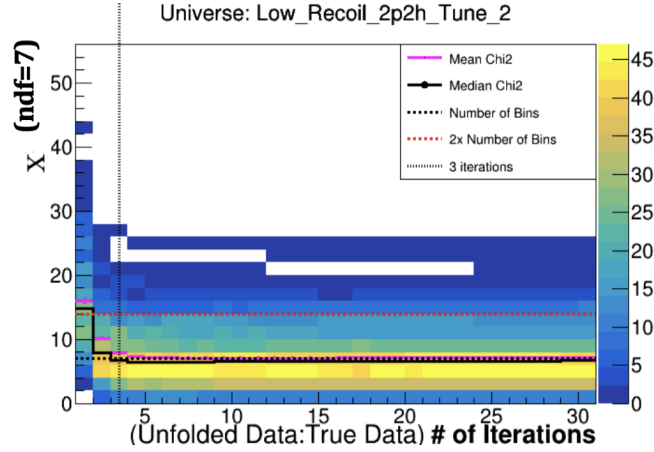 Universe: Low_Recoil_2p2h_Tune_2
Mean Chi2
Median Chi2
Number of Bins
2x Number of Bins
3 iterations
X (ndf=7)
50
40
30
20
10
0
5
10
15
20
25
30
45
40
35
30
25
20
15
10
5
0
(Unfolded Data:True Data) # of Iterations